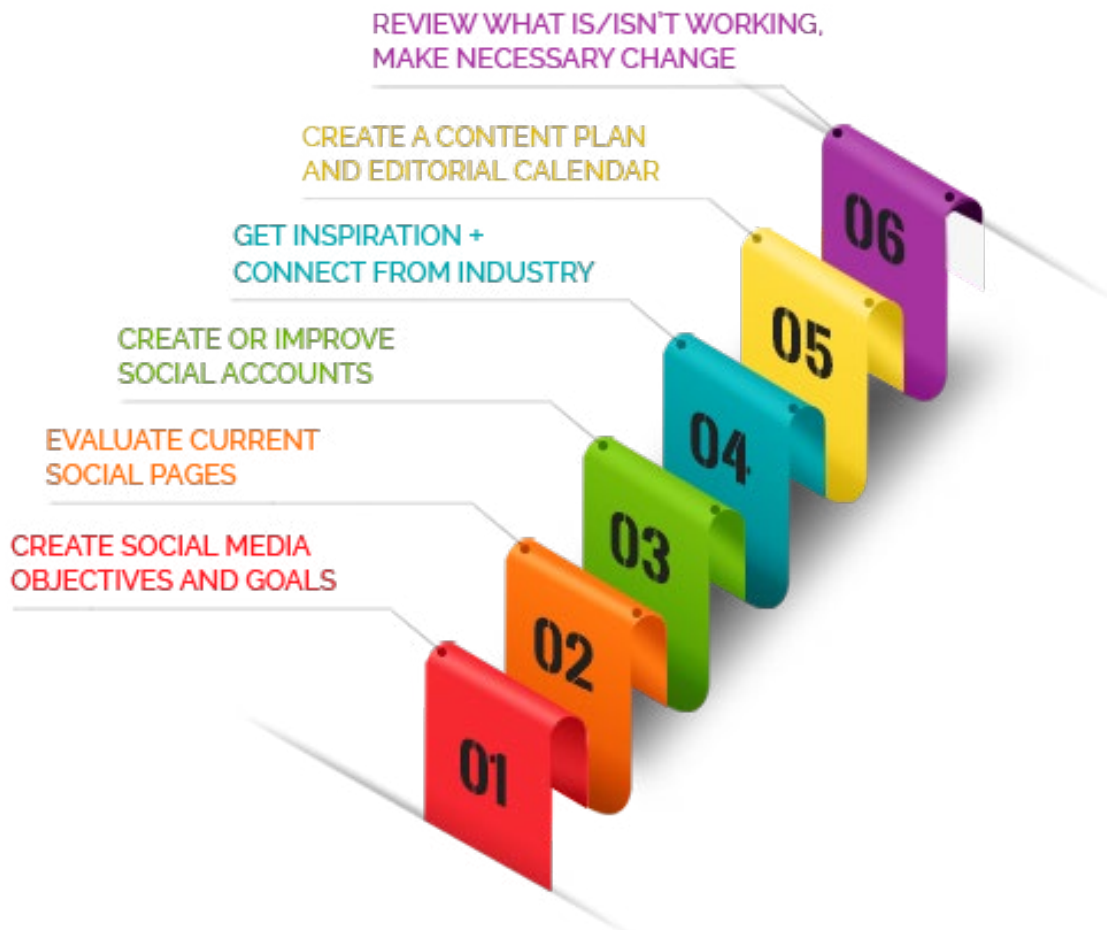 REVIEW WHAT IS/ISN'T WORKING,
MAKE NECESSARY CHANGE
CREATE A CONTENT PLAN
AND EDITORIAL CALENDAR
GET INSPIRATION +
CONNECT FROM INDUSTRY
CREATE OR IMPROVE
SOCIAL ACCOUNTS
EVALUATE CURRENT
SOCIAL PAGES
CREATE SOCIAL MEDIA
OBJECTIVES AND GOALS
06
05
04
03
02
01